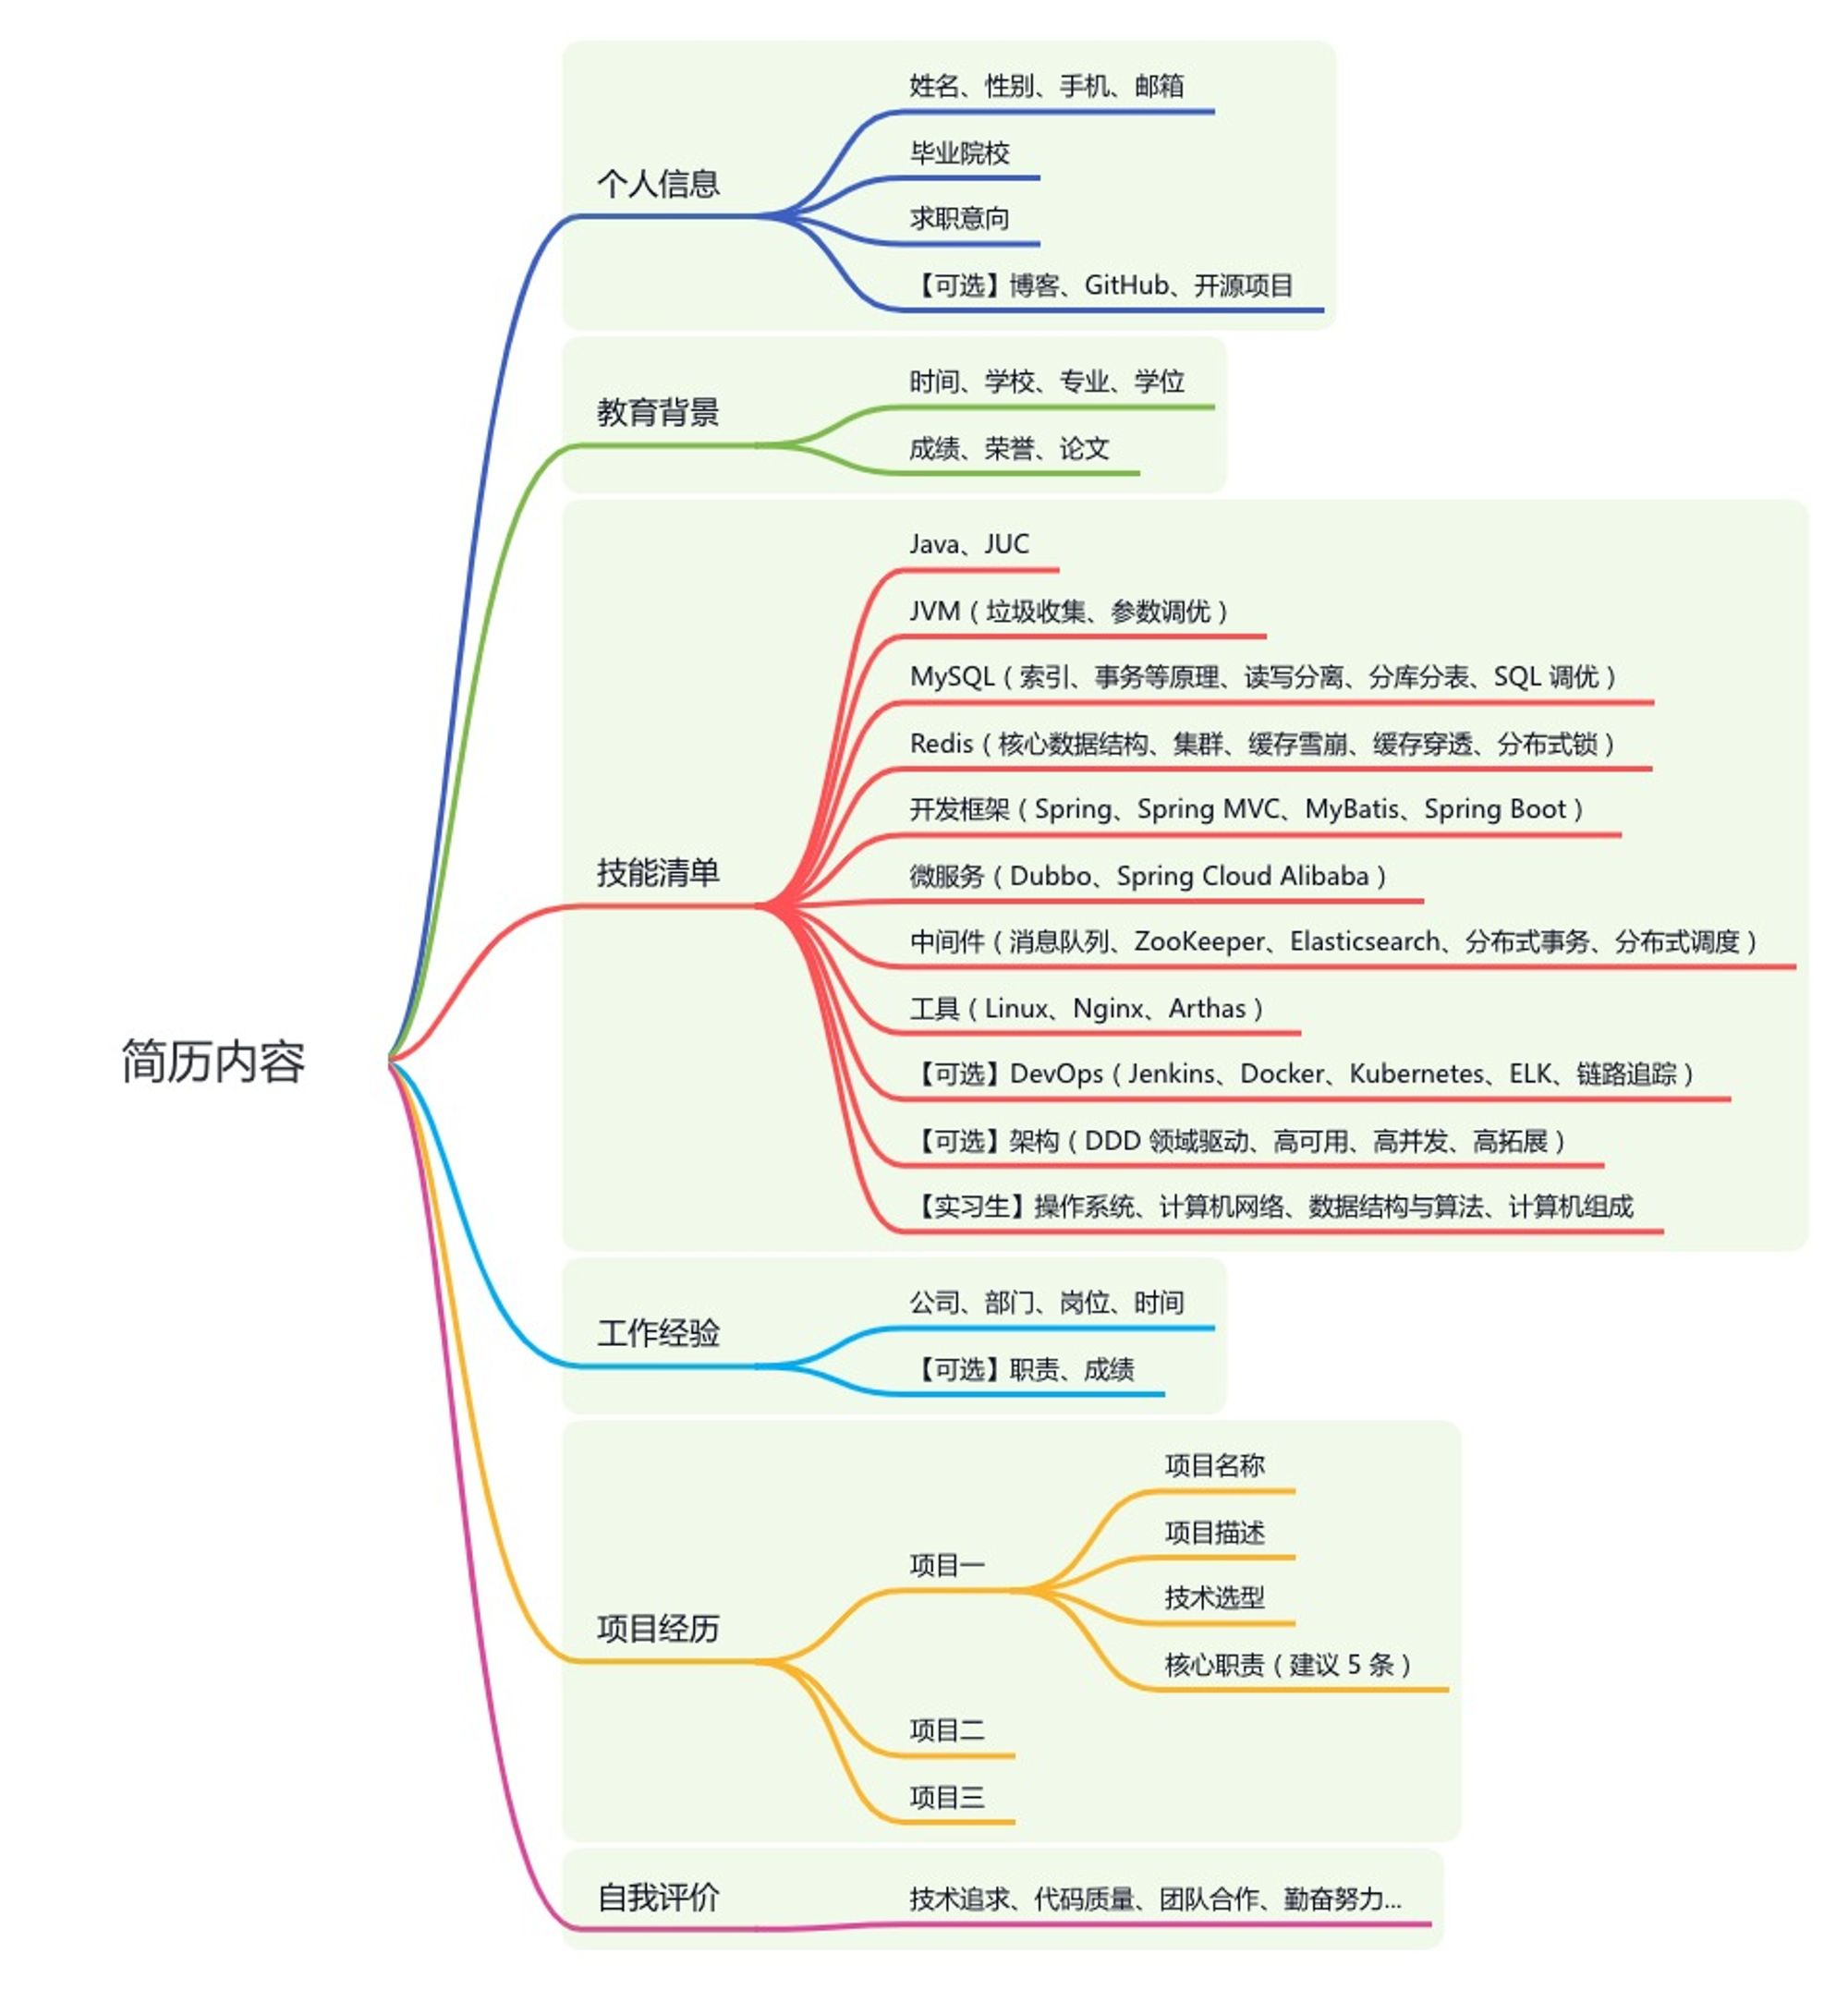 简历内容
个人信息
姓名、性别、手机、邮箱
毕业院校
求职意向
【可选】博客、GitHub、开源项目
教育背景
时间、学校、专业、学位
成绩、荣誉、论文
技能清单
Java、JUC
JVM（垃圾收集、参数调优）
MySQL（索引、事务等原理、读写分离、分库分表、SQL 调优）
Redis（核心数据结构、集群、缓存雪崩、缓存穿透、分布式锁）
开发框架（Spring、Spring MVC、MyBatis、Spring Boot）
微服务（Dubbo、Spring Cloud Alibaba）
中间件（消息队列、ZooKeeper、Elasticsearch、分布式事务、分布式调度）
工具（Linux、Nginx、Arthas）
【可选】DevOps（Jenkins、Docker、Kubernetes、ELK、链路追踪）
【可选】架构（DDD 领域驱动、高可用、高并发、高拓展）
【实习生】操作系统、计算机网络、数据结构与算法、计算机组成
工作经验
公司、部门、岗位、时间
【可选】职责、成绩
项目经历
项目一
项目名称
项目描述
技术选型
核心职责（建议 5 条）
项目二
项目三
自我评价
技术追求、代码质量、团队合作、勤奋努力...